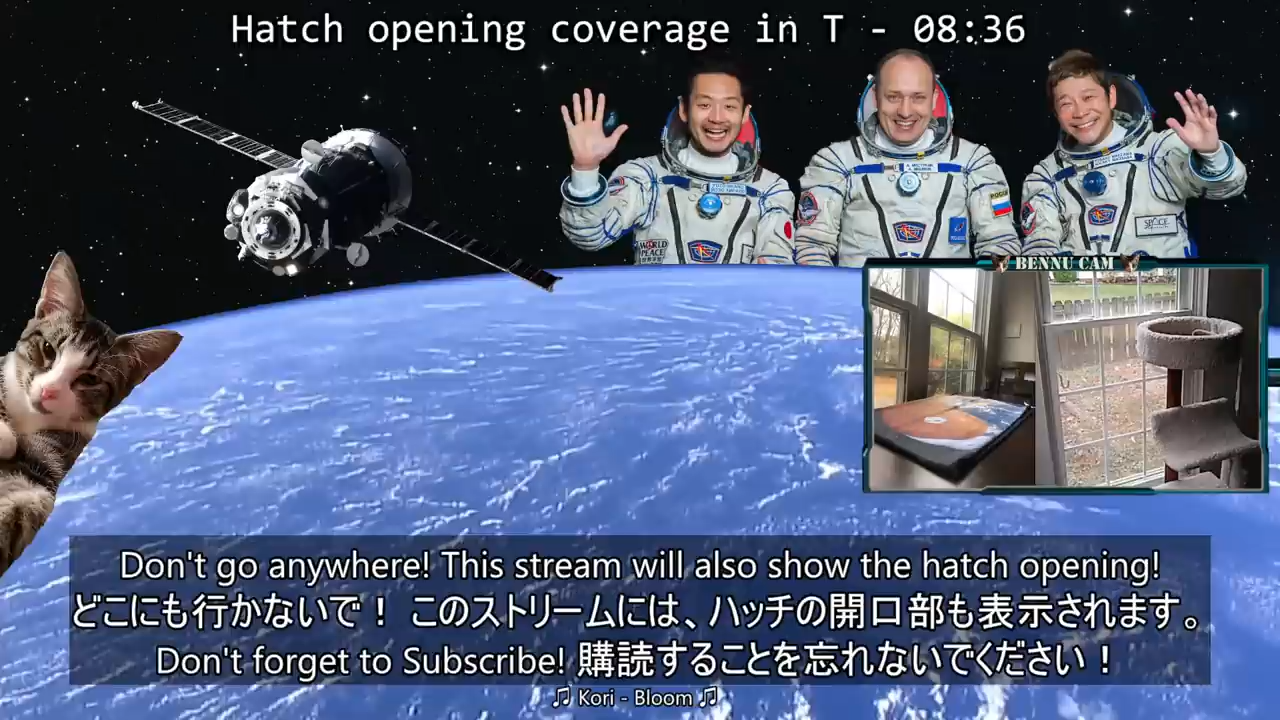 Hatch opening coverage in T - 08:36
WORLD
PEACE
BENNU CAM
Don't go anywhere! This stream will also show the hatch opening!
どこにも行かないで！ このストリームには、ハッチの開口部も表示されます。
Don't forget to Subscribe! 購読することを忘れないでください！
♫ Kori - Bloom ♫